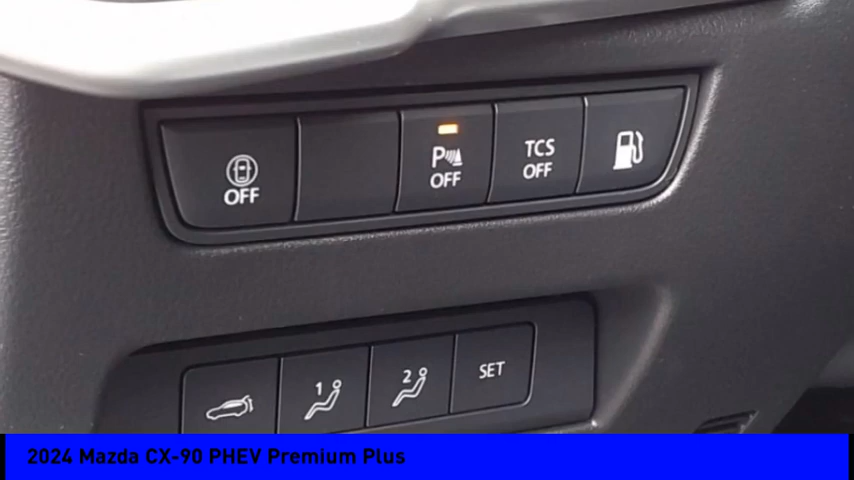 OFF
P
OFF
TCS
OFF
1
2
SET
2024 Mazda CX-90 PHEV Premium Plus